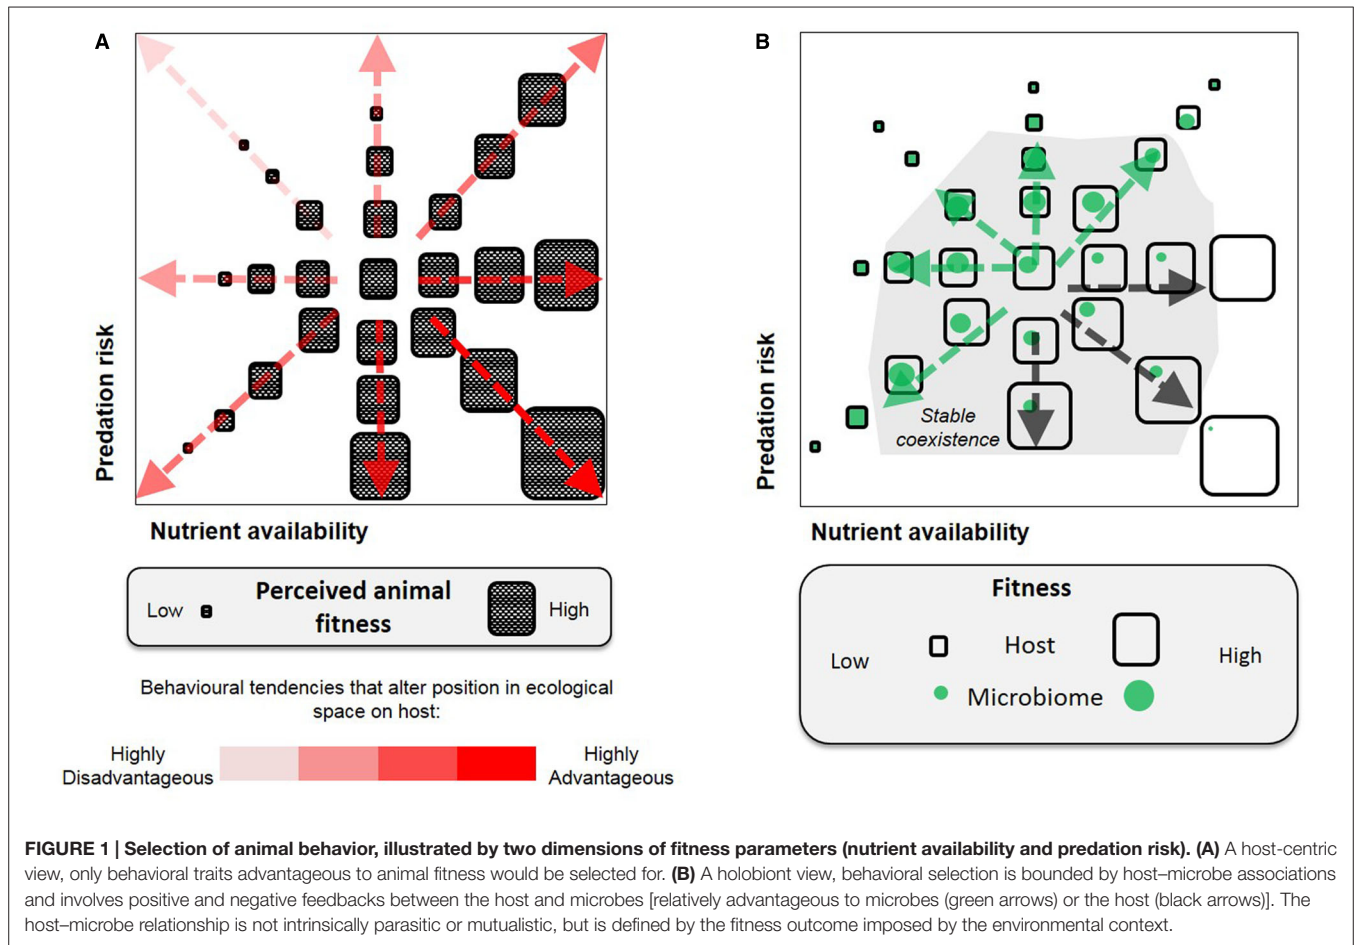 A
Predation risk
Nutrient availability
Low
Perceived animal
fitness
High
Behavioural tendencies that alter position in ecological
space on host:
Highly
Disadvantageous
Highly
Advantageous
B
Predation risk
Stable
coexistence
Nutrient availability
Fitness
Low
Host
Microbiome
High
FIGURE 1 | Selection of animal behavior, illustrated by two dimensions of fitness parameters (nutrient availability and predation risk). (A) A host-centric
view, only behavioral traits advantageous to animal fitness would be selected for. (B) A holobiont view, behavioral selection is bounded by host–microbe associations
and involves positive and negative feedbacks between the host and microbes [relatively advantageous to microbes (green arrows) or the host (black arrows)]. The
host–microbe relationship is not intrinsically parasitic or mutualistic, but is defined by the fitness outcome imposed by the environmental context.